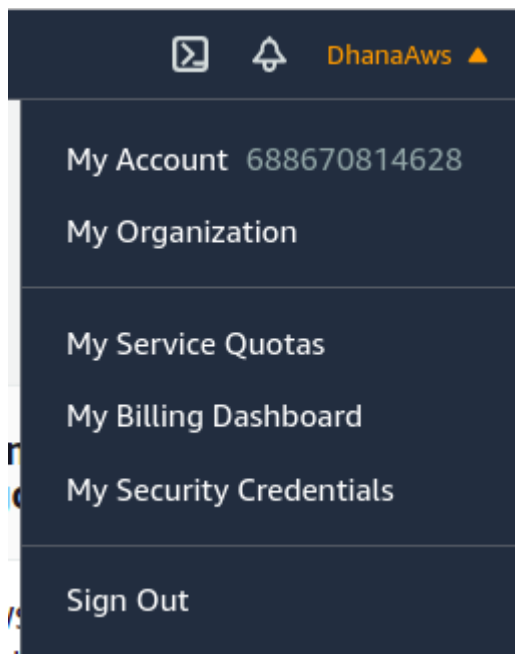 DhanaAws
My Account 688670814628
My Organization
My Service Quotas
My Billing Dashboard
My Security Credentials
Sign Out